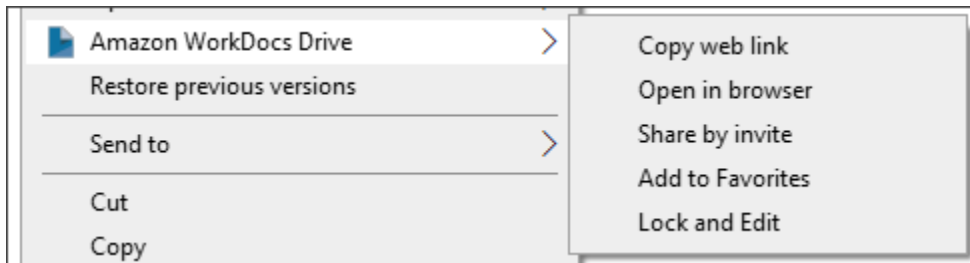 Amazon WorkDocs Drive
Restore previous versions
Send to
Cut
Copy
Copy web link
Open in browser
Share by invite
Add to Favorites
Lock and Edit